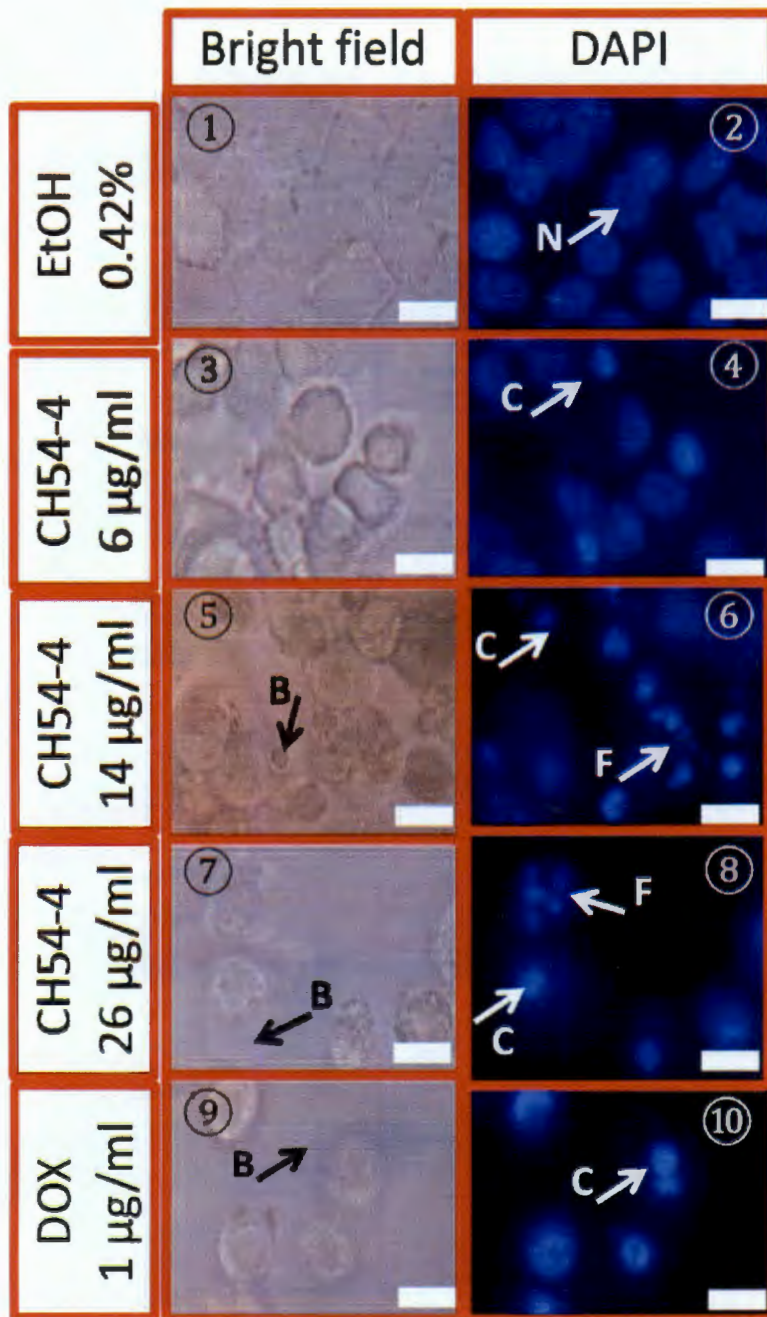 Bright field DAPI
EtOH
0.42%
① ②
N
CH54-4
6 µg/ml
③ ④
C
CH54-4
14 µg/ml
⑤ ⑥
B C
F
CH54-4
26 µg/ml
⑦ ⑧
B F
C
DOX
1 µg/ml
⑨ ⑩
B C